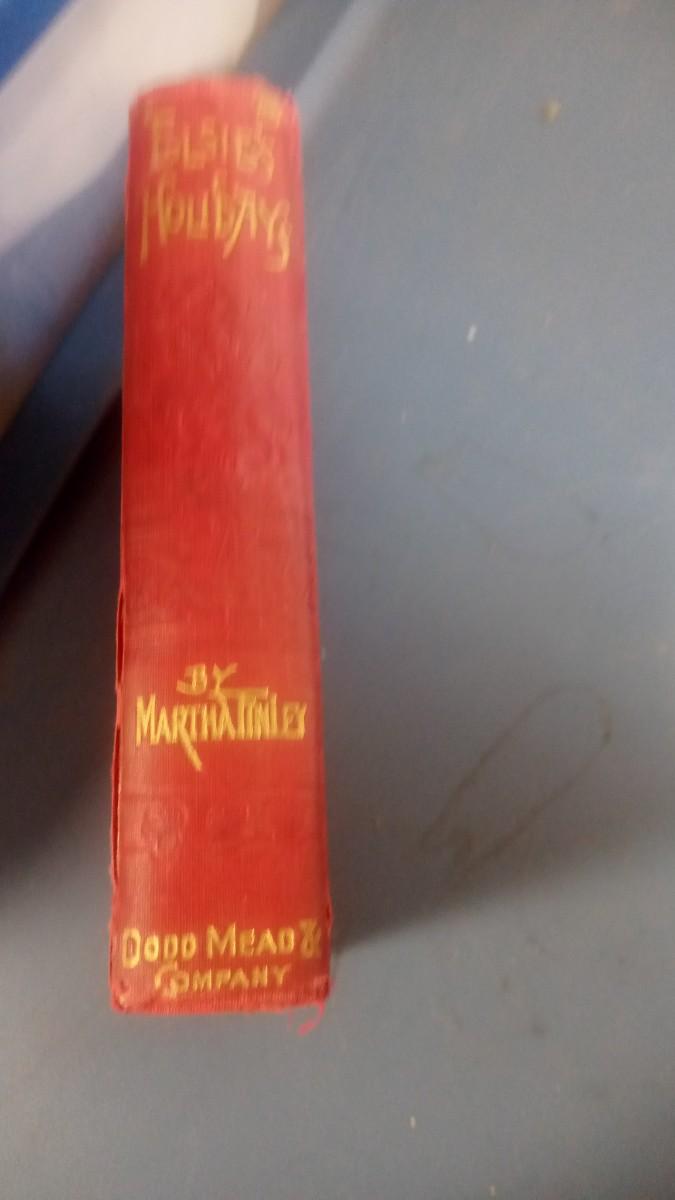 ELSIE'S
HOLIDAYS
BY
MARTHA FINLEY
DODD MEAD &
COMPANY